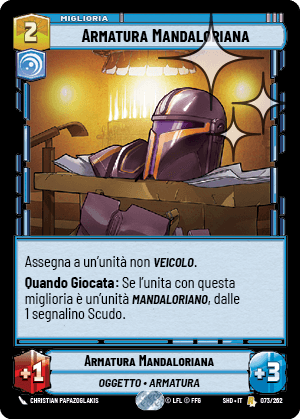 MIGLIORIA
2
ARMATURA MANDALORIANA
Assegna a un'unità non VEICOLO.
Quando Giocata: Se l'unita con questa
miglioria è un'unità MANDALORIANO, dalle
1 segnalino Scudo.
+1
ARMATURA MANDALORIANA
OGGETTO • ARMATURA
+3
CHRISTIAN PAPAZOGLAKIS
© LFL © FFG
SHD • IT
073/262